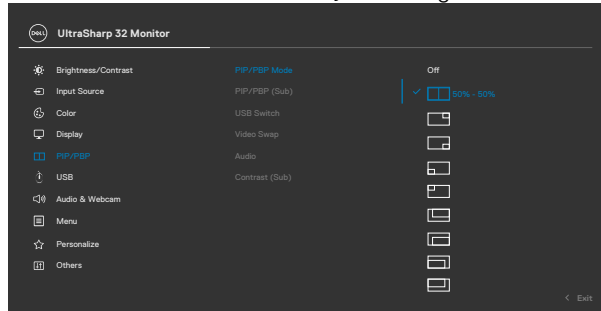 DELL UltraSharp 32 Monitor
Brightness/Contrast
Input Source
Color
Display
PIP/PBP
USB
Audio & Webcam
Menu
Personalize
Others
PIP/PBP Mode
PIP/PBP (Sub)
USB Switch
Video Swap
Audio
Contrast (Sub)
Off
50% - 50%
Exit